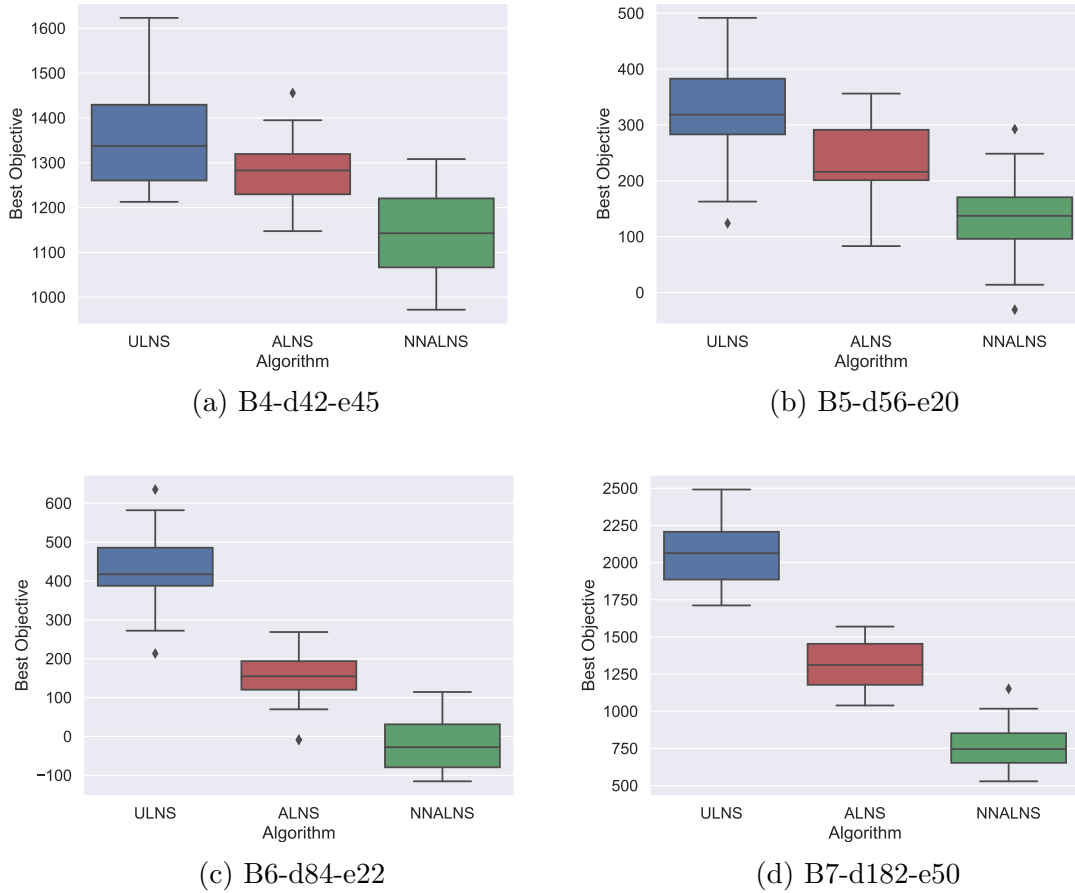 1600
1500
1400
1300
1200
1100
1000
Best Objective
ULNS ALNS NNALNS
Algorithm
(a) B4-d42-e45
500
400
300
200
100
0
Best Objective
ULNS ALNS NNALNS
Algorithm
(b) B5-d56-e20
600
500
400
300
200
100
0
−100
Best Objective
ULNS ALNS NNALNS
Algorithm
(c) B6-d84-e22
2500
2250
2000
1750
1500
1250
1000
750
500
Best Objective
ULNS ALNS NNALNS
Algorithm
(d) B7-d182-e50